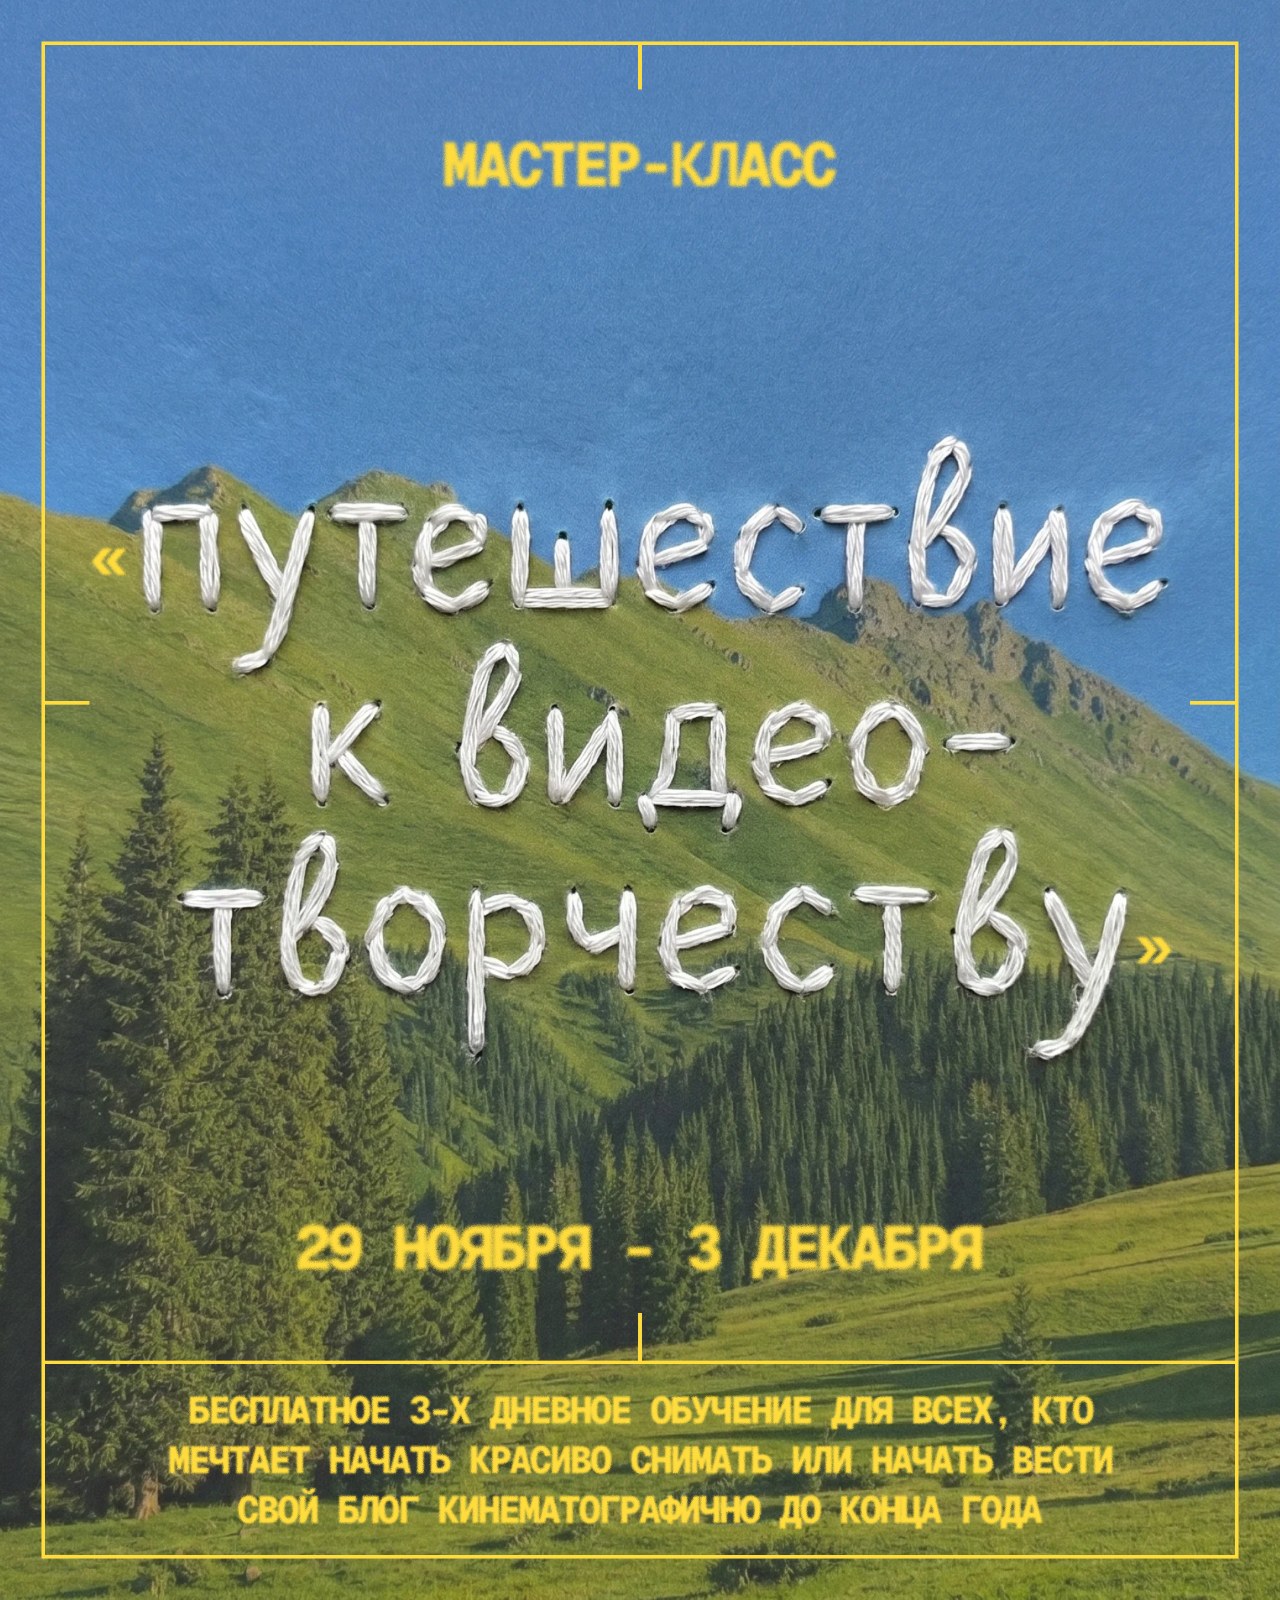 МАСТЕР-КЛАСС
«путешествие
к видео-
творчеству»
29 НОЯБРЯ - 3 ДЕКАБРЯ
БЕСПЛАТНОЕ 3-Х ДНЕВНОЕ ОБУЧЕНИЕ ДЛЯ ВСЕХ, КТО
МЕЧТАЕТ НАЧАТЬ КРАСИВО СНИМАТЬ ИЛИ НАЧАТЬ ВЕСТИ
СВОЙ БЛОГ КИНЕМАТОГРАФИЧНО ДО КОНЦА ГОДА